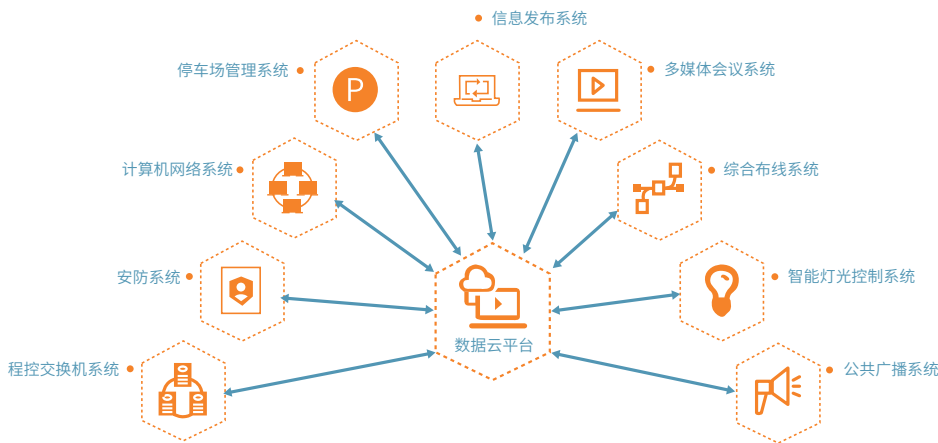 信息发布系统
停车场管理系统
多媒体会议系统
P
计算机网络系统
综合布线系统
安防系统
智能灯光控制系统
数据云平台
程控交换机系统
公共广播系统